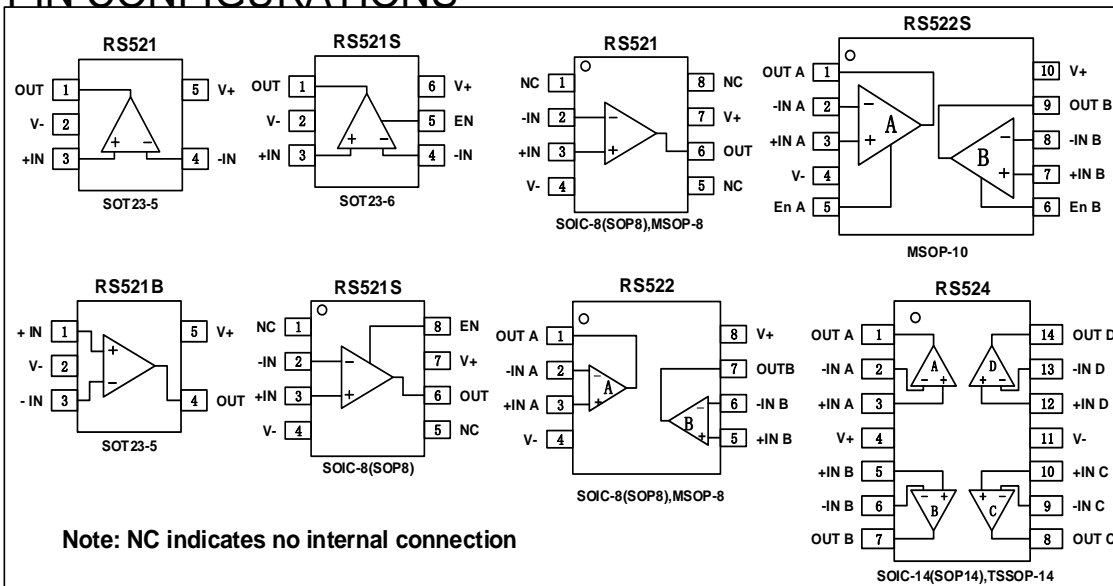 PIN CONFIGURATIONS
RS521
OUT 1 5 V+
V- 2
+IN 3 4 -IN
+ -
SOT23-5
RS521S
OUT 1 6 V+
V- 2 5 EN
+IN 3 4 -IN
+ -
SOT23-6
RS521
NC 1 8 NC
-IN 2 - 7 V+
+IN 3 + 6 OUT
V- 4 5 NC
SOIC-8(SOP8),MSOP-8
RS522S
OUT A 1 10 V+
-IN A 2 - 9 OUT B
A
+IN A 3 + - 8 -IN B
B
V- 4 + 7 +IN B
En A 5 6 En B
MSOP-10
RS521B
+ IN 1 + 5 V+
V- 2
- IN 3 - 4 OUT
SOT23-5
RS521S
NC 1 8 EN
-IN 2 - 7 V+
+IN 3 + 6 OUT
V- 4 5 NC
SOIC-8(SOP8)
RS522
OUT A 1 8 V+
-IN A 2 - 7 OUTB
A
+IN A 3 + - 6 -IN B
B
V- 4 + 5 +IN B
SOIC-8(SOP8),MSOP-8
RS524
OUT A 1 14 OUT D
A D
-IN A 2 - + + - 13 -IN D
+IN A 3 12 +IN D
V+ 4 11 V-
+IN B 5 10 +IN C
-IN B 6 - + + - 9 -IN C
B C
OUT B 7 8 OUT C
SOIC-14(SOP14),TSSOP-14
Note: NC indicates no internal connection